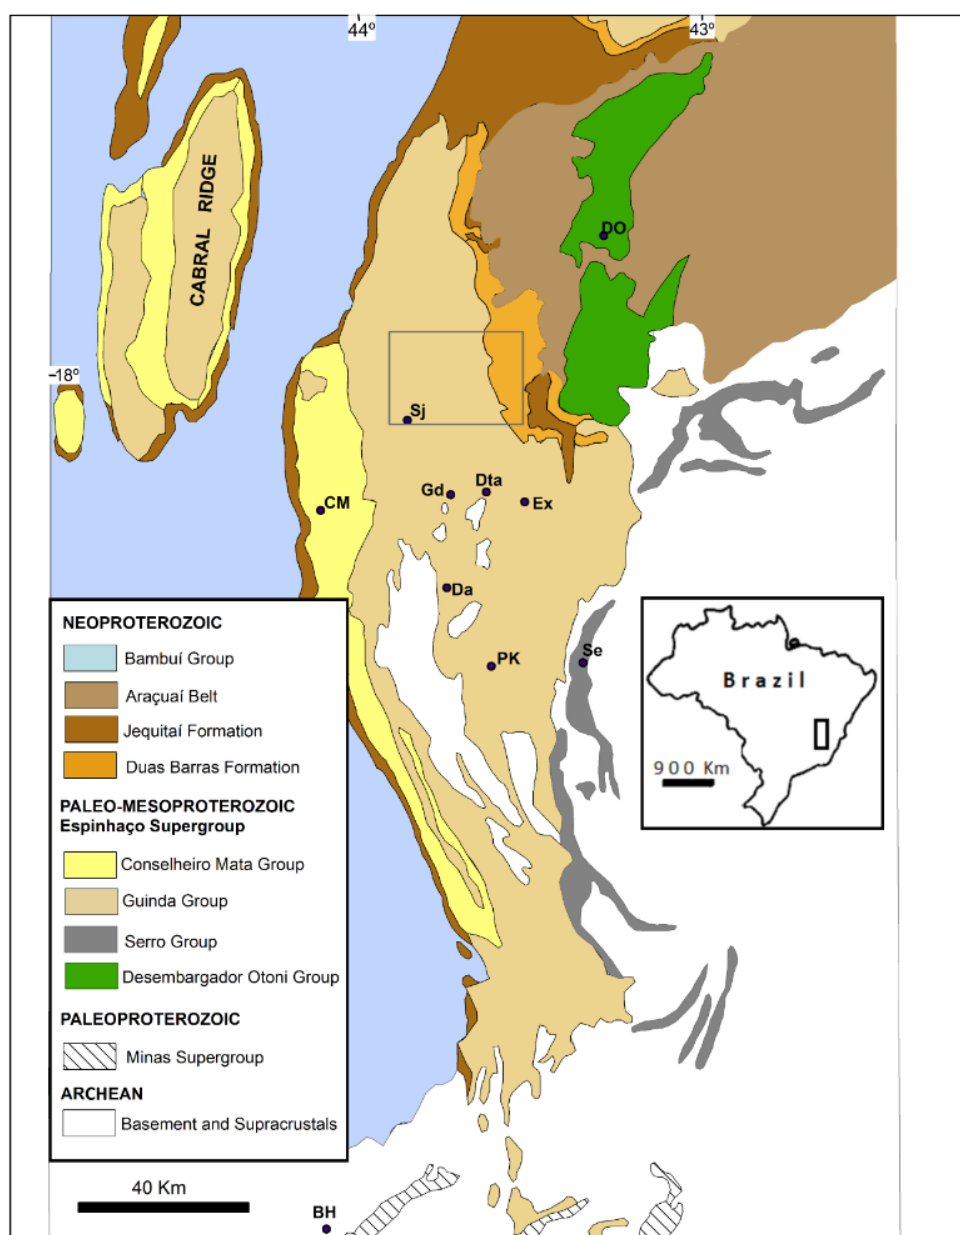 44º
43º
CABRAL RIDGE
DO
18º
Sj
Gd
Dta
Ex
CM
Da
PK
Se
NEOPROTEROZOIC
Bambuí Group
Araçuaí Belt
Jequitaí Formation
Duas Barras Formation
PALEO-MESOPROTEROZOIC
Espinhaço Supergroup
Conselheiro Mata Group
Guinda Group
Serro Group
Desembargador Otoni Group
PALEOPROTEROZOIC
Minas Supergroup
ARCHEAN
Basement and Supracrustals
Brazil
900 Km
40 Km
BH